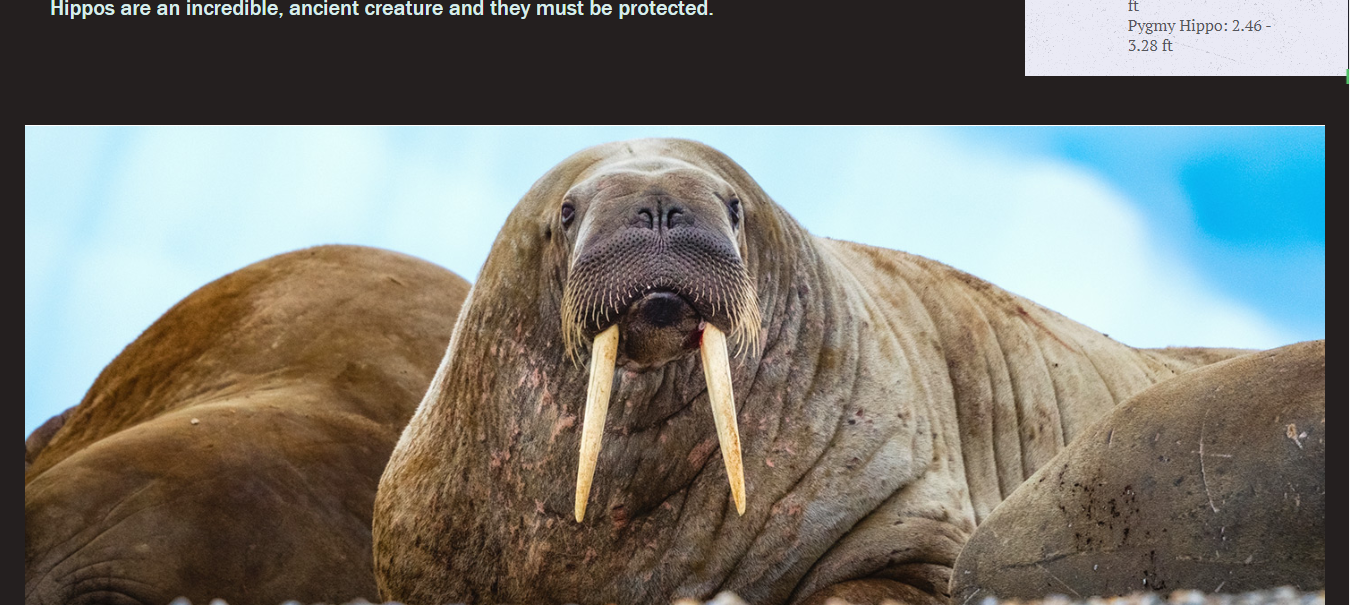 Hippos are an incredible, ancient creature and they must be protected.
ft
Pygmy Hippo: 2.46 -
3.28 ft